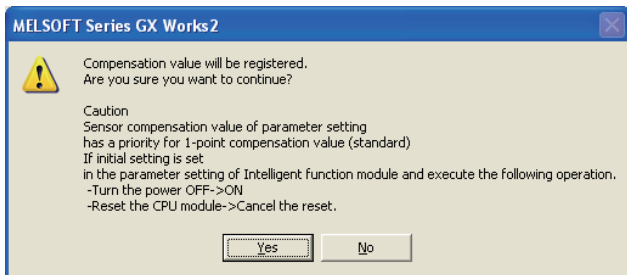 MELSOFT Series GX Works2
Compensation value will be registered.
Are you sure you want to continue?
Caution
Sensor compensation value of parameter setting
has a priority for 1-point compensation value (standard)
If initial setting is set
in the parameter setting of Intelligent function module and execute the following operation.
-Turn the power OFF->ON
-Reset the CPU module->Cancel the reset.
Yes
No